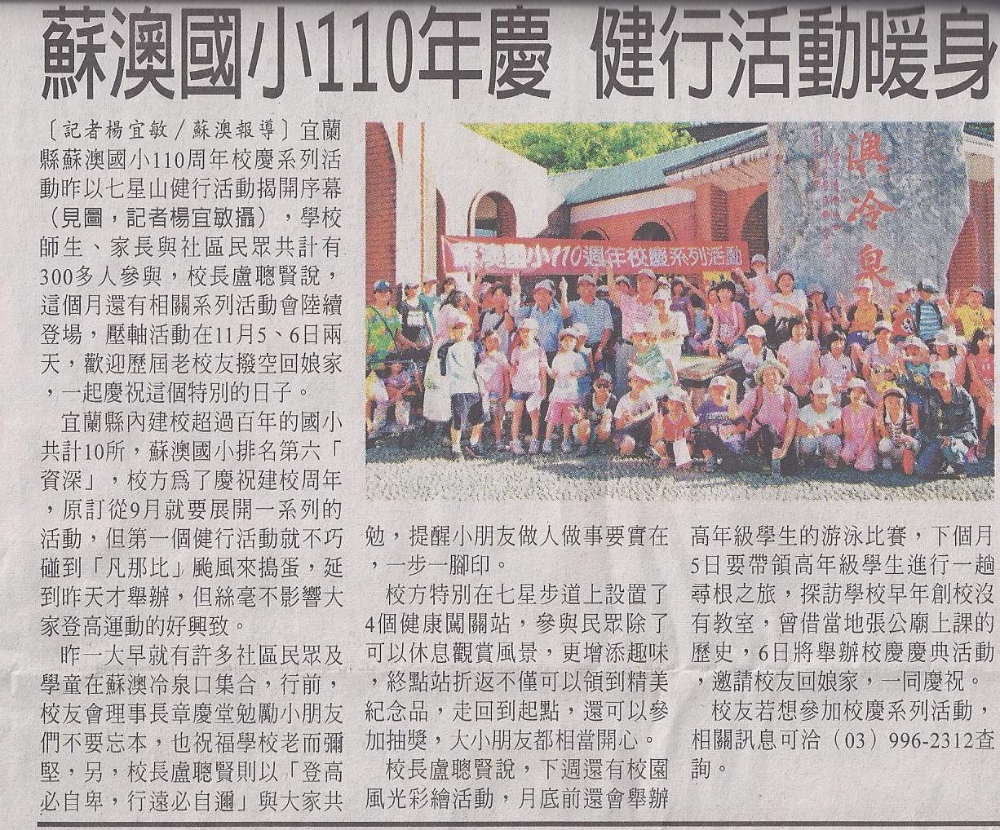 蘇澳國小110年慶 健行活動暖身
〔記者楊宜敏／蘇澳報導〕宜蘭
縣蘇澳國小110周年校慶系列活
動昨以七星山健行活動揭開序幕
（見圖，記者楊宜敏攝），學校
師生、家長與社區民眾共計有
300多人參與，校長盧聰賢說，
這個月還有相關系列活動會陸續
登場，壓軸活動在11月5、6日兩
天，歡迎歷屆老校友撥空回娘家
，一起慶祝這個特別的日子。
宜蘭縣內建校超過百年的國小
共計10所，蘇澳國小排名第六「
資深」，校方為了慶祝建校周年
，原訂從9月就要展開一系列的
活動，但第一個健行活動就不巧
碰到「凡那比」颱風來搗蛋，延
到昨天才舉辦，但絲毫不影響大
家登高運動的好興致。
昨一大早就有許多社區民眾及
學童在蘇澳冷泉口集合，行前，
校友會理事長章慶堂勉勵小朋友
們不要忘本，也祝福學校老而彌
堅，另，校長盧聰賢則以「登高
必自卑，行遠必自邇」與大家共
澳冷泉
蘇澳國小110週年校慶系列活動
勉，提醒小朋友做人做事要實在
，一步一腳印。
校方特別在七星步道上設置了
4個健康闖關站，參與民眾除了
可以休息觀賞風景，更增添趣味
，終點站折返不僅可以領到精美
紀念品，走回到起點，還可以參
加抽獎，大小朋友都相當開心。
校長盧聰賢說，下週還有校園
風光彩繪活動，月底前還會舉辦
高年級學生的游泳比賽，下個月
5日要帶領高年級學生進行一趟
尋根之旅，探訪學校早年創校沒
有教室，曾借當地張公廟上課的
歷史，6日將舉辦校慶慶典活動
，邀請校友回娘家，一同慶祝。
校友若想參加校慶系列活動，
相關訊息可洽（03）996-2312查
詢。